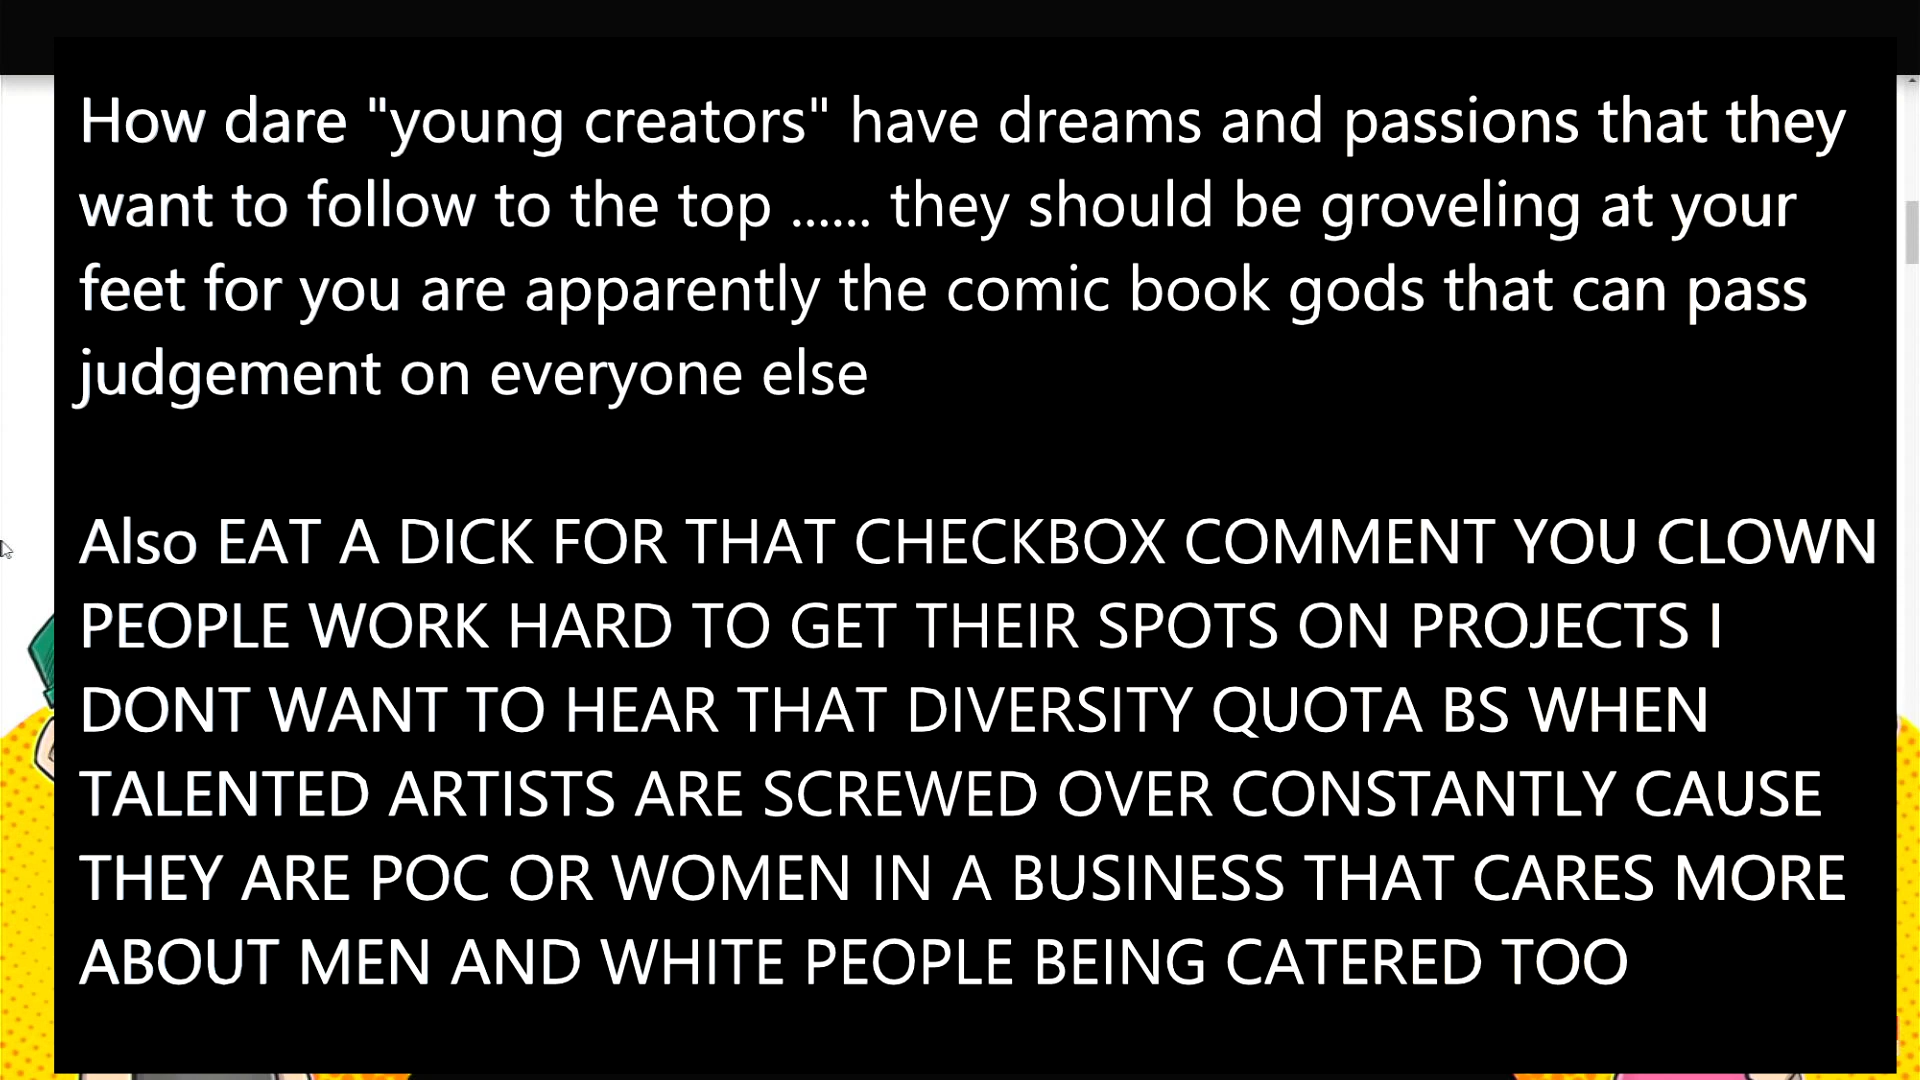 How dare "young creators" have dreams and passions that they
want to follow to the top ...... they should be groveling at your
feet for you are apparently the comic book gods that can pass
judgement on everyone else
Also EAT A DICK FOR THAT CHECKBOX COMMENT YOU CLOWN
PEOPLE WORK HARD TO GET THEIR SPOTS ON PROJECTS I
DONT WANT TO HEAR THAT DIVERSITY QUOTA BS WHEN
TALENTED ARTISTS ARE SCREWED OVER CONSTANTLY CAUSE
THEY ARE POC OR WOMEN IN A BUSINESS THAT CARES MORE
ABOUT MEN AND WHITE PEOPLE BEING CATERED TOO